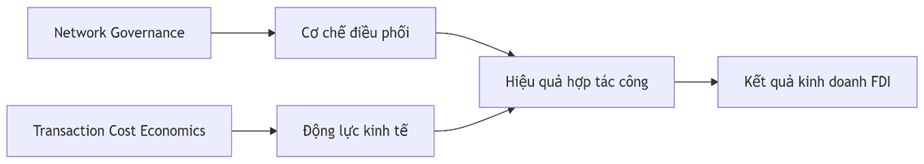 Network Governance
Cơ chế điều phối
Transaction Cost Economics
Động lực kinh tế
Hiệu quả hợp tác công
Kết quả kinh doanh FDI